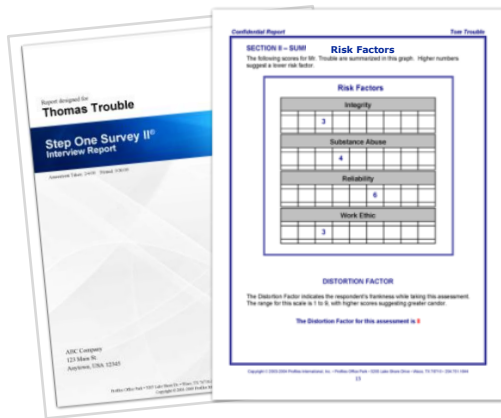 Report designed for
Thomas Trouble
Step One Survey II®
Interview Report
ABC Company
123 Main St.
Anytown, USA 12345
Confidential Report
Tom Trouble
SECTION II – SUM
Risk Factors
The following scores for Mr. Trouble are summarized in this graph. Higher numbers
suggest a lower risk factor.
Risk Factors
Integrity
3
Substance Abuse
4
Reliability
6
Work Ethic
3
DISTORTION FACTOR
The Distortion Factor indicates the respondent's frankness while taking this assessment.
The range for this scale is 1 to 9, with higher scores suggesting greater candor.
The Distortion Factor for this assessment is